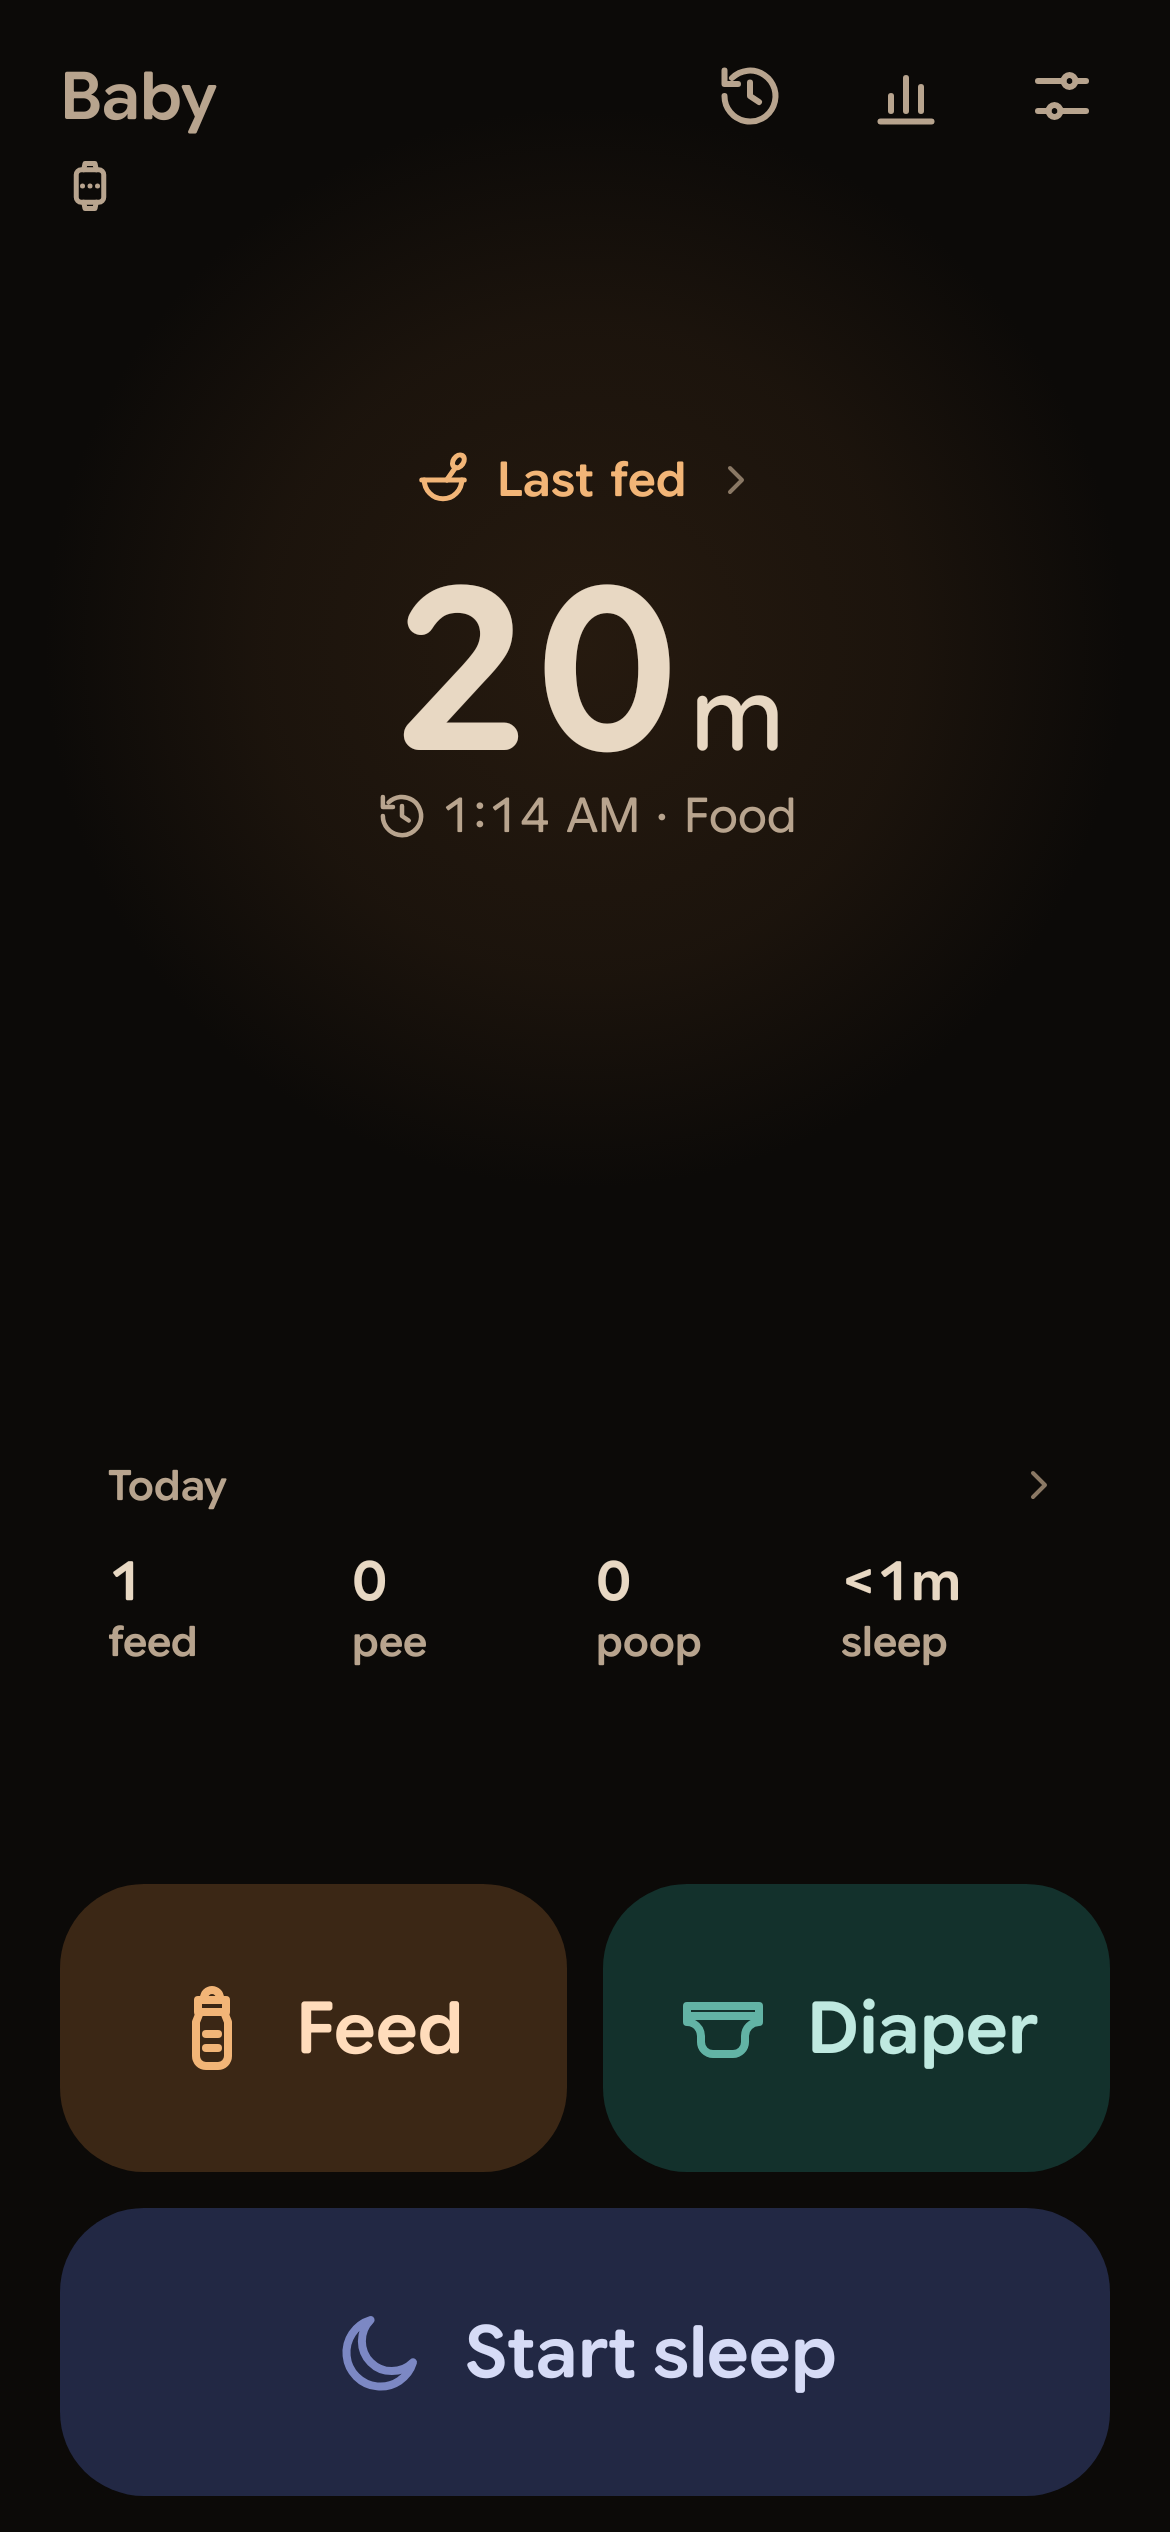 Baby
Last fed
20m
1:14 AM · Food
Today
1 0 0 <1m
feed pee poop sleep
Feed Diaper
Start sleep